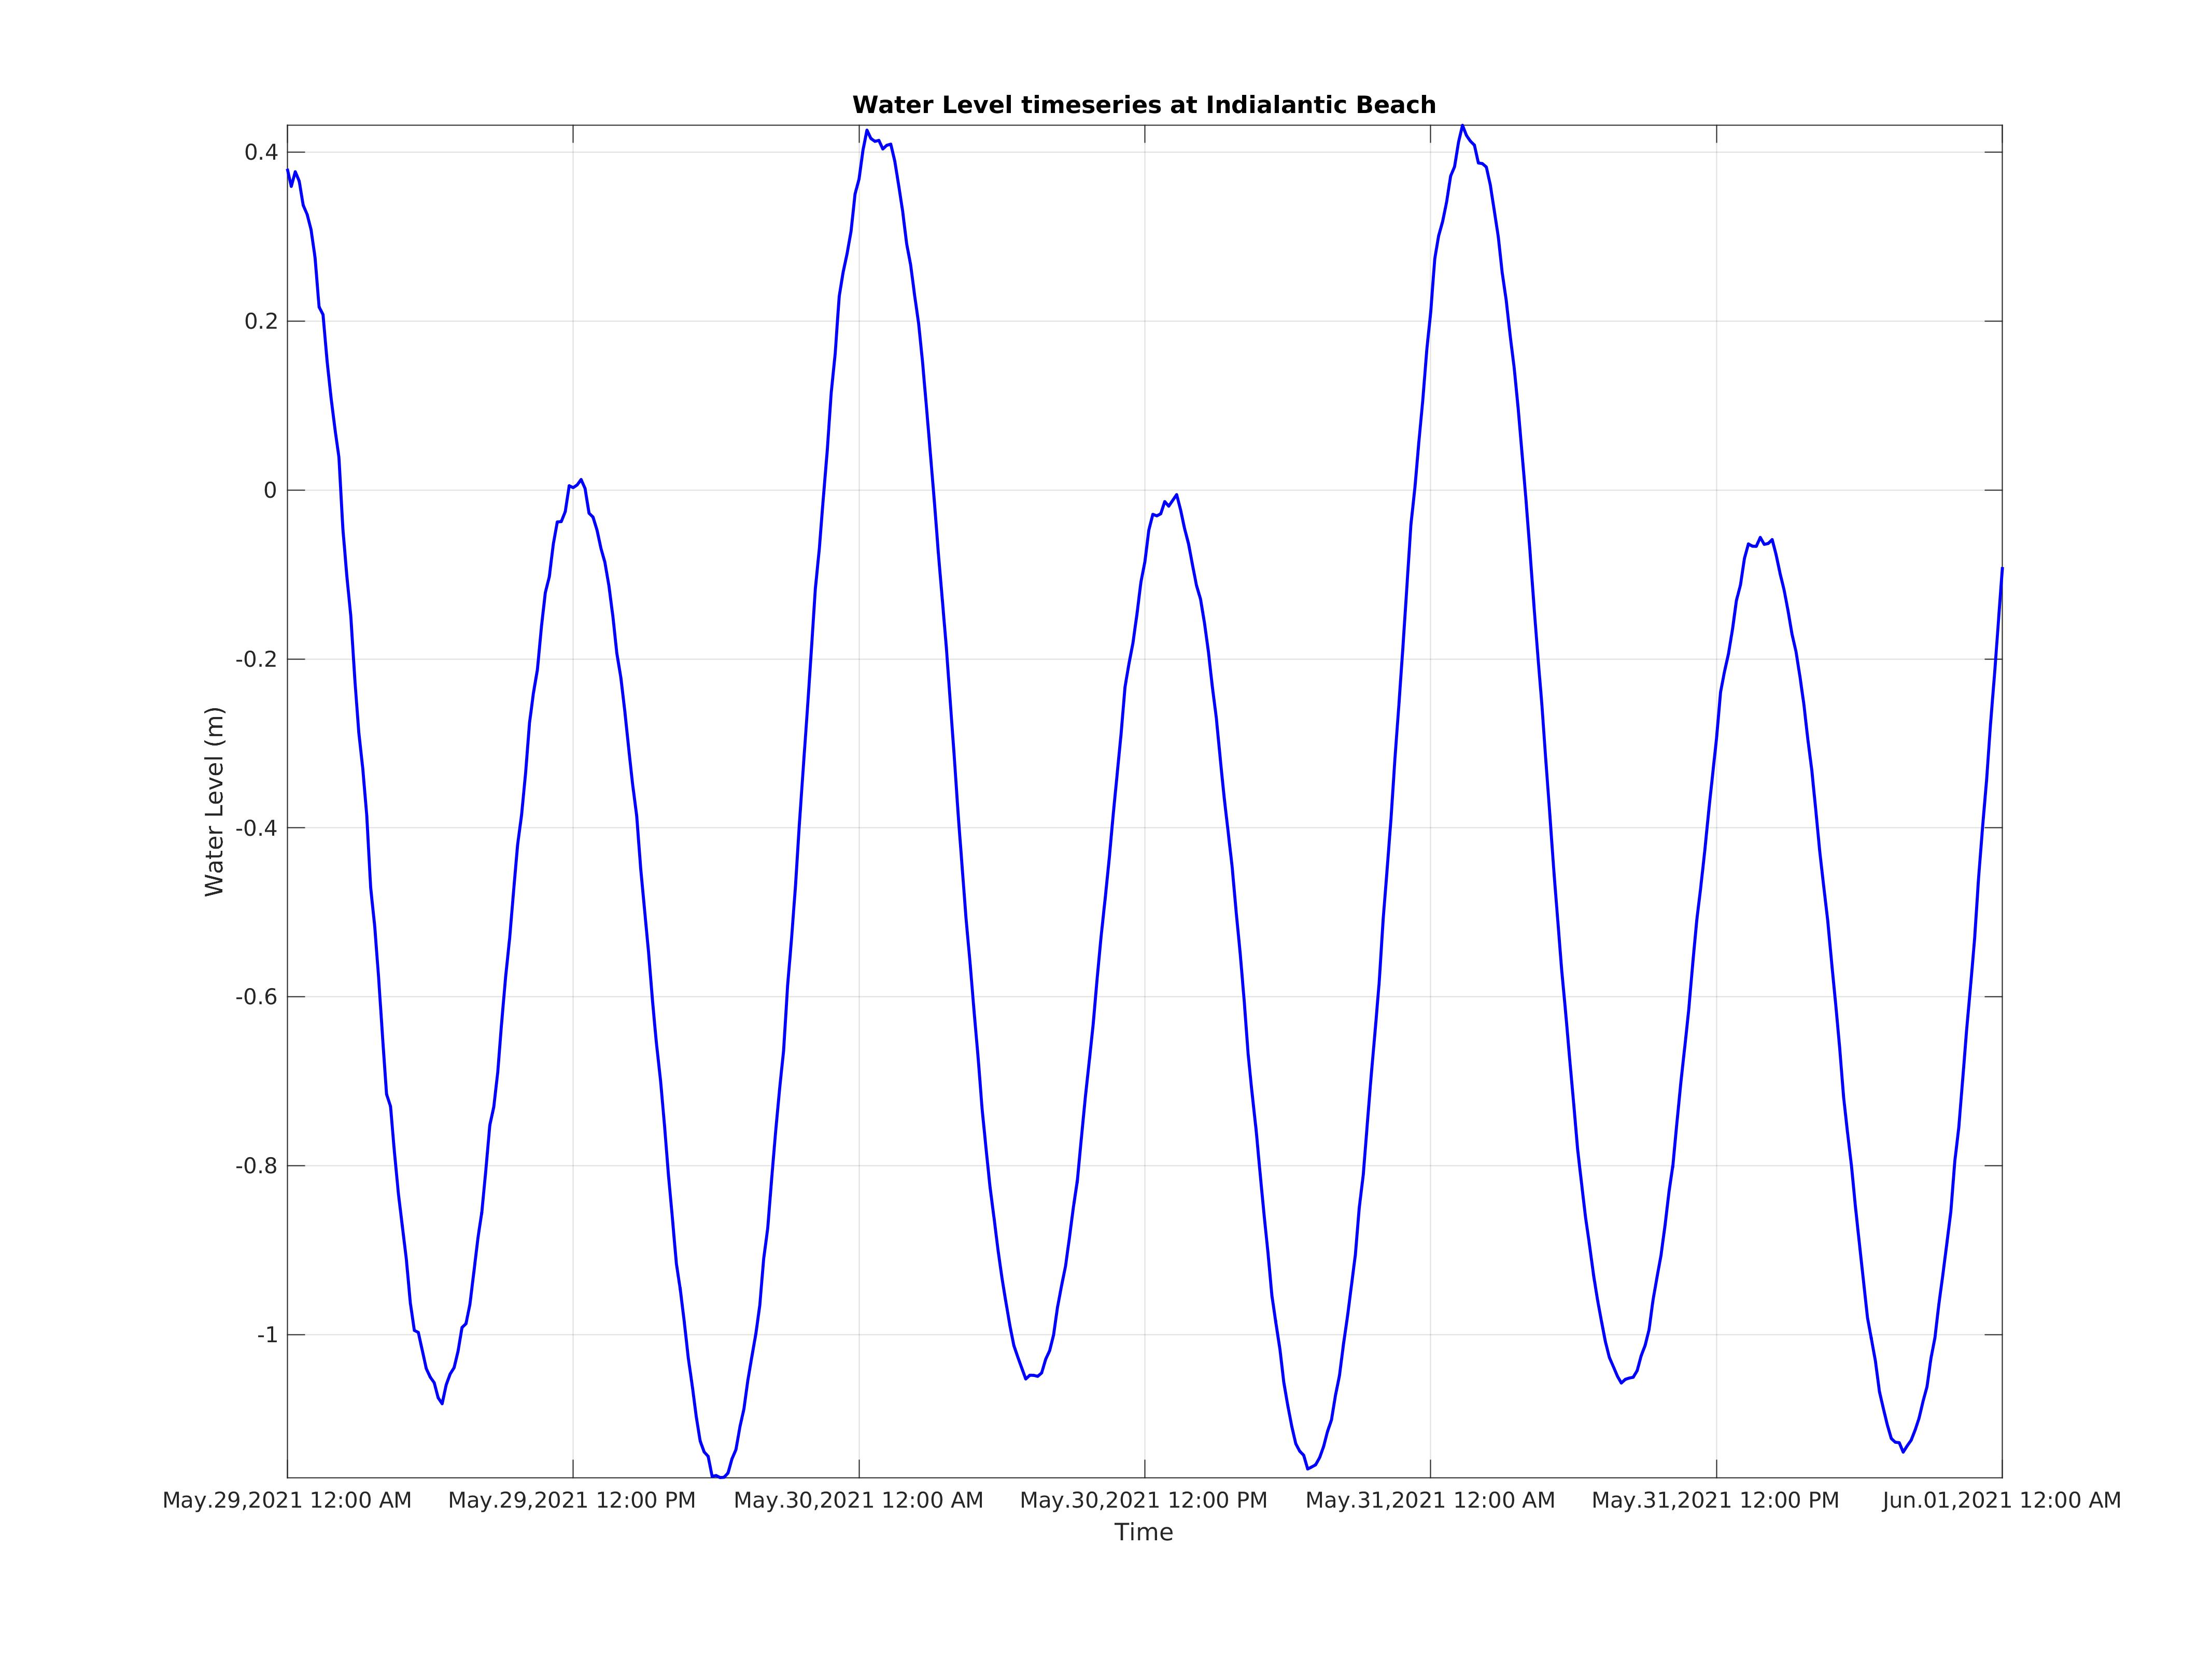 Water Level timeseries at Indialantic Beach
Water Level (m)
0.4
0.2
0
-0.2
-0.4
-0.6
-0.8
-1
May.29,2021 12:00 AM
May.29,2021 12:00 PM
May.30,2021 12:00 AM
May.30,2021 12:00 PM
May.31,2021 12:00 AM
May.31,2021 12:00 PM
Jun.01,2021 12:00 AM
Time